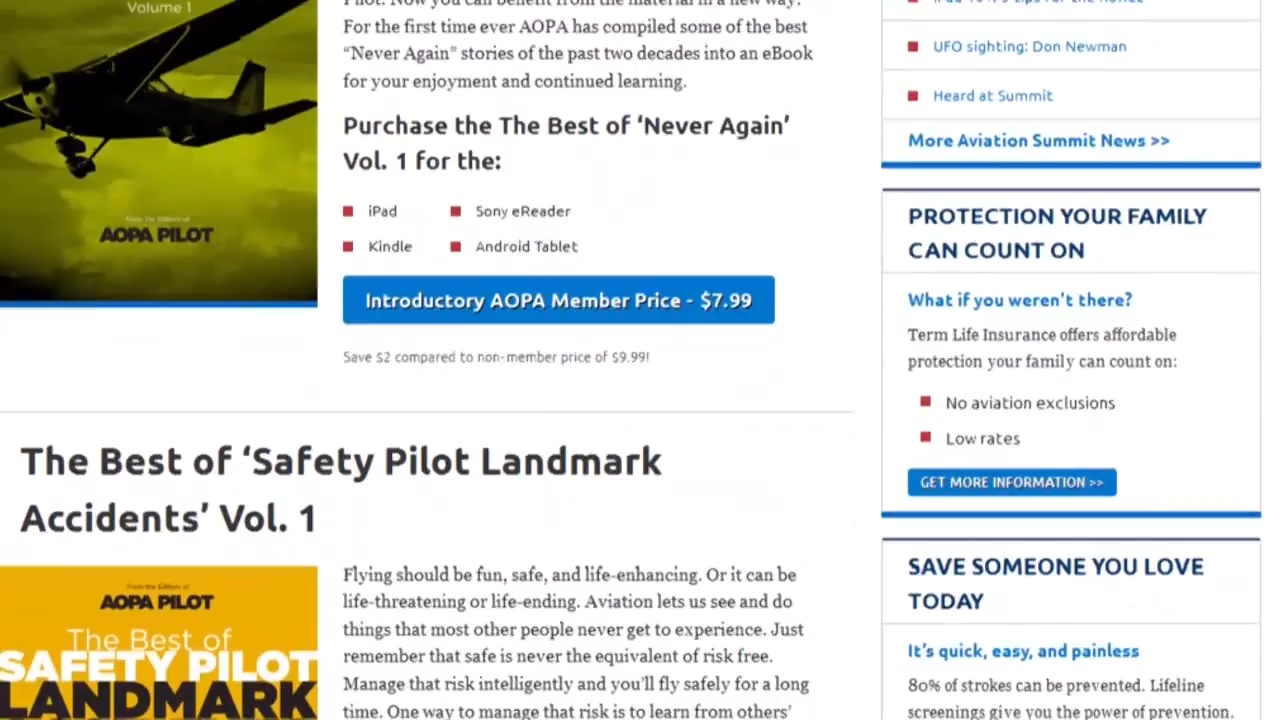 Volume 1
From the Editors of
AOPA PILOT
Pilot. Now you can benefit from the material in a new way.
For the first time ever AOPA has compiled some of the best
“Never Again” stories of the past two decades into an eBook
for your enjoyment and continued learning.
Purchase the The Best of ‘Never Again’
Vol. 1 for the:
iPad
Sony eReader
Kindle
Android Tablet
Introductory AOPA Member Price - $7.99
Save $2 compared to non-member price of $9.99!
The Best of ‘Safety Pilot Landmark
Accidents’ Vol. 1
From the Editors of
AOPA PILOT
The Best of
SAFETY PILOT
LANDMARK
Flying should be fun, safe, and life-enhancing. Or it can be
life-threatening or life-ending. Aviation lets us see and do
things that most other people never get to experience. Just
remember that safe is never the equivalent of risk free.
Manage that risk intelligently and you’ll fly safely for a long
time. One way to manage that risk is to learn from others’
UFO sighting: Don Newman
Heard at Summit
More Aviation Summit News >>
PROTECTION YOUR FAMILY
CAN COUNT ON
What if you weren’t there?
Term Life Insurance offers affordable
protection your family can count on:
No aviation exclusions
Low rates
GET MORE INFORMATION >>
SAVE SOMEONE YOU LOVE
TODAY
It’s quick, easy, and painless
80% of strokes can be prevented. Lifeline
screenings give you the power of prevention.